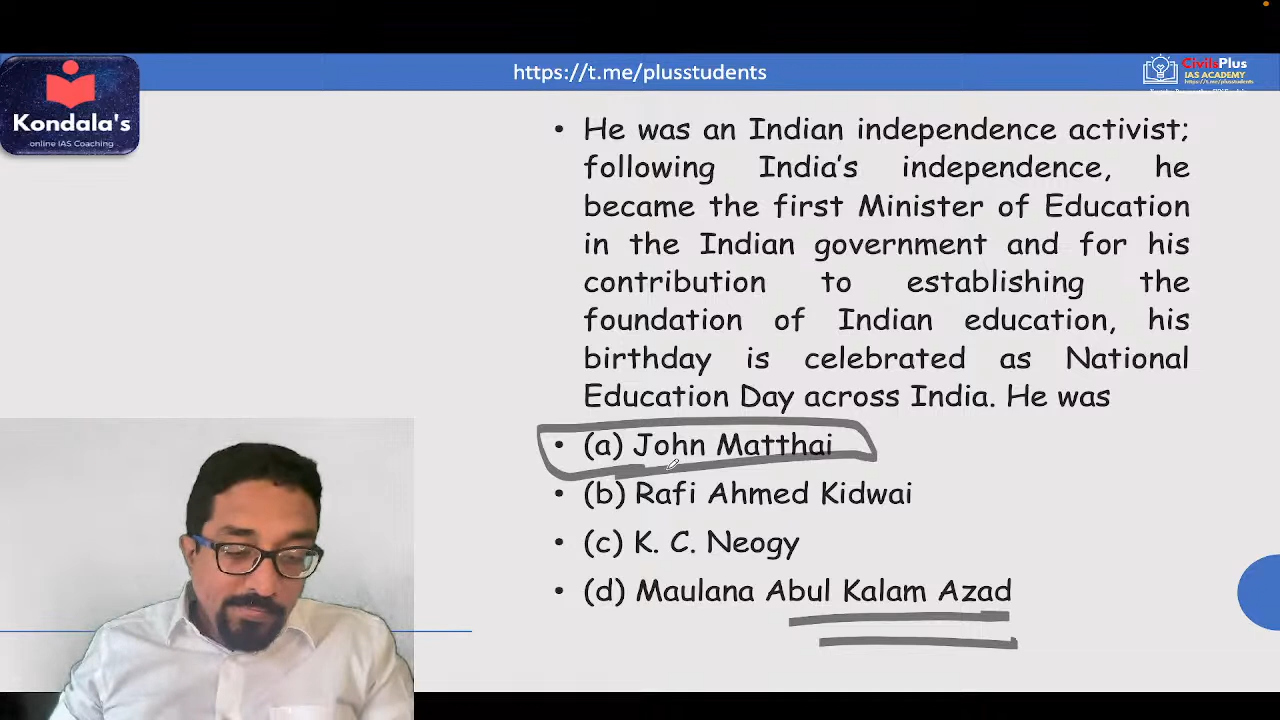 https://t.me/plusstudents
CivilsPlus
IAS ACADEMY
https://t.me/plusstudents
Kondala's
online IAS Coaching
• He was an Indian independence activist;
following India's independence, he
became the first Minister of Education
in the Indian government and for his
contribution to establishing the
foundation of Indian education, his
birthday is celebrated as National
Education Day across India. He was
• (a) John Matthai
• (b) Rafi Ahmed Kidwai
• (c) K. C. Neogy
• (d) Maulana Abul Kalam Azad